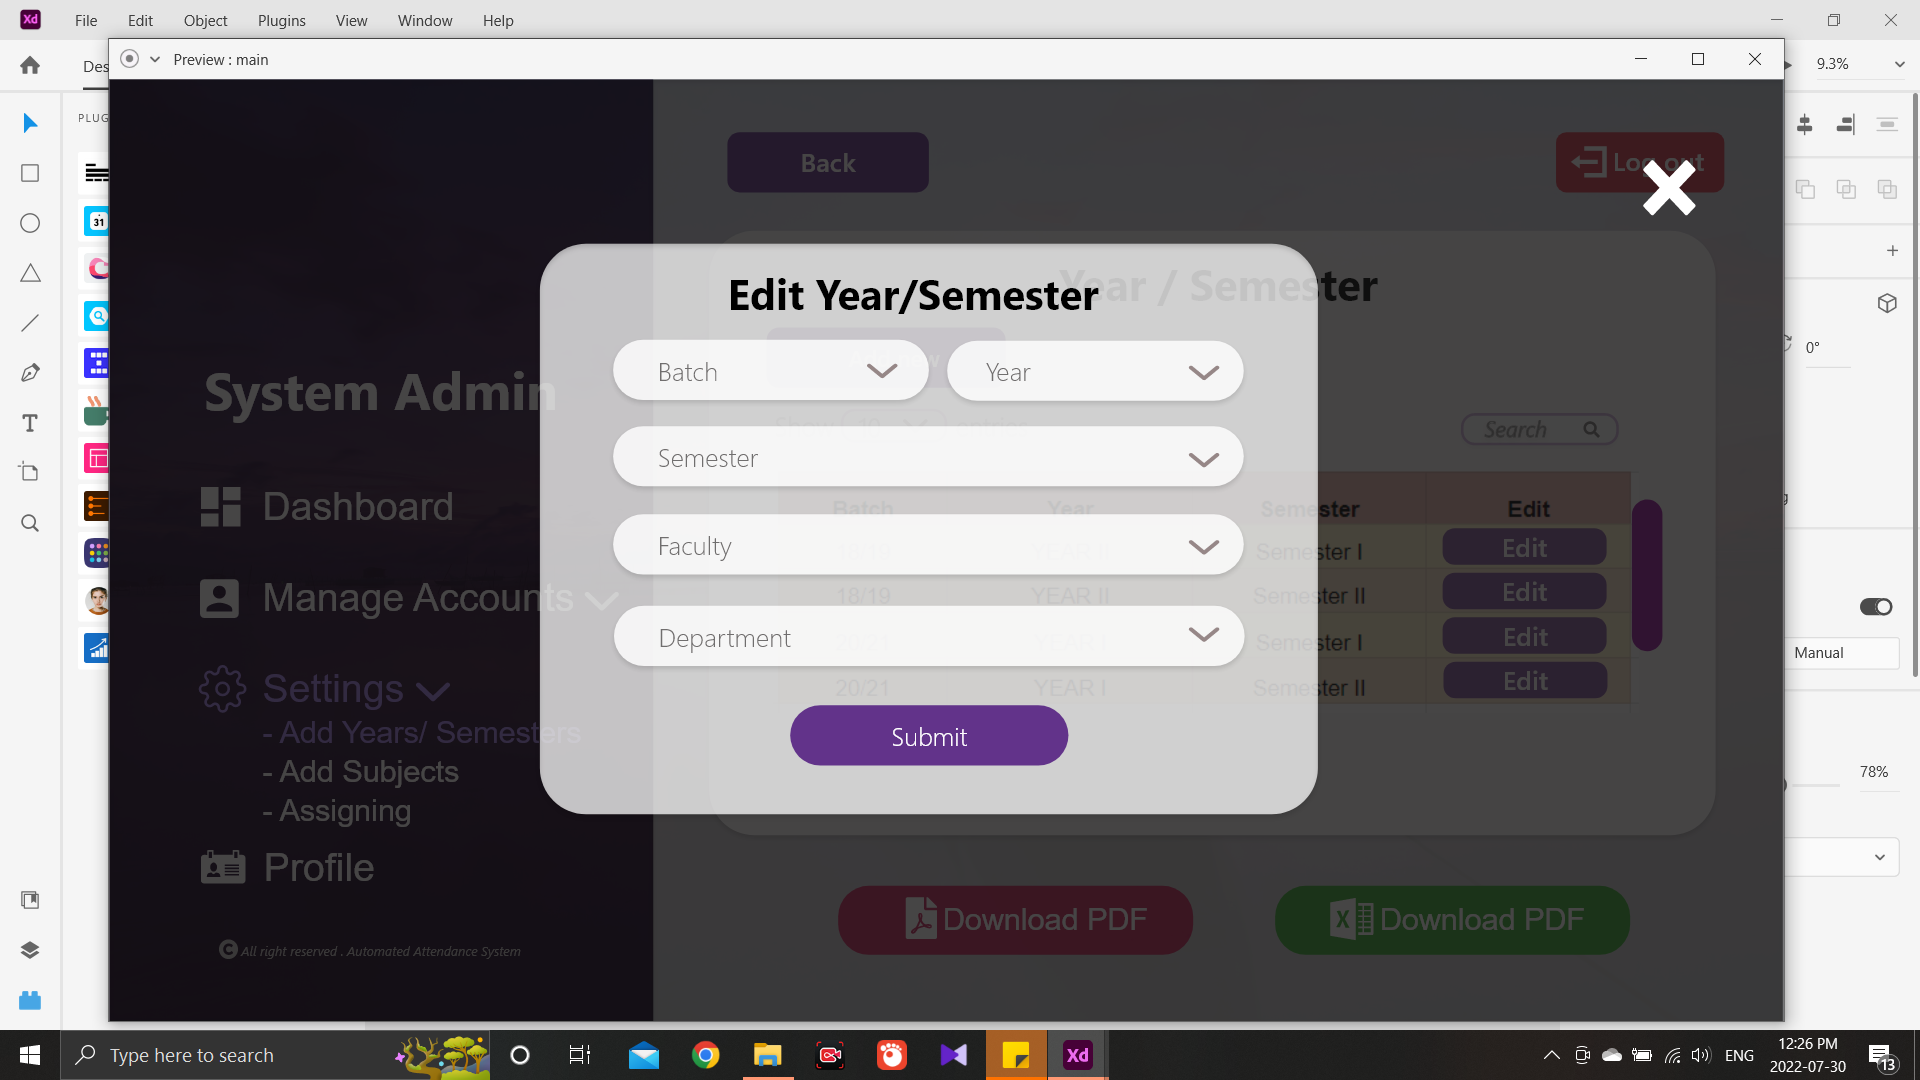 Xd File Edit Object Plugins View Window Help
Des
Preview : main
9.3%
PLUG
31
Back
Log out
Year / Semester
Edit Year/Semester
Batch
Year
0°
System Admin
Search
Semester
Dashboard
Batch Year Semester Edit
Faculty
YEAR II Semester I Edit
Manage Accounts
18/19 YEAR II Semester II Edit
Department
20/21 YEAR I Semester I Edit
Manual
20/21 YEAR I Semester II Edit
Settings
- Add Years/ Semesters
- Add Subjects
- Assigning
Submit
78%
Profile
Download PDF
Download PDF
All right reserved . Automated Attendance System
Type here to search
Xd
ENG
12:26 PM
2022-07-30
13